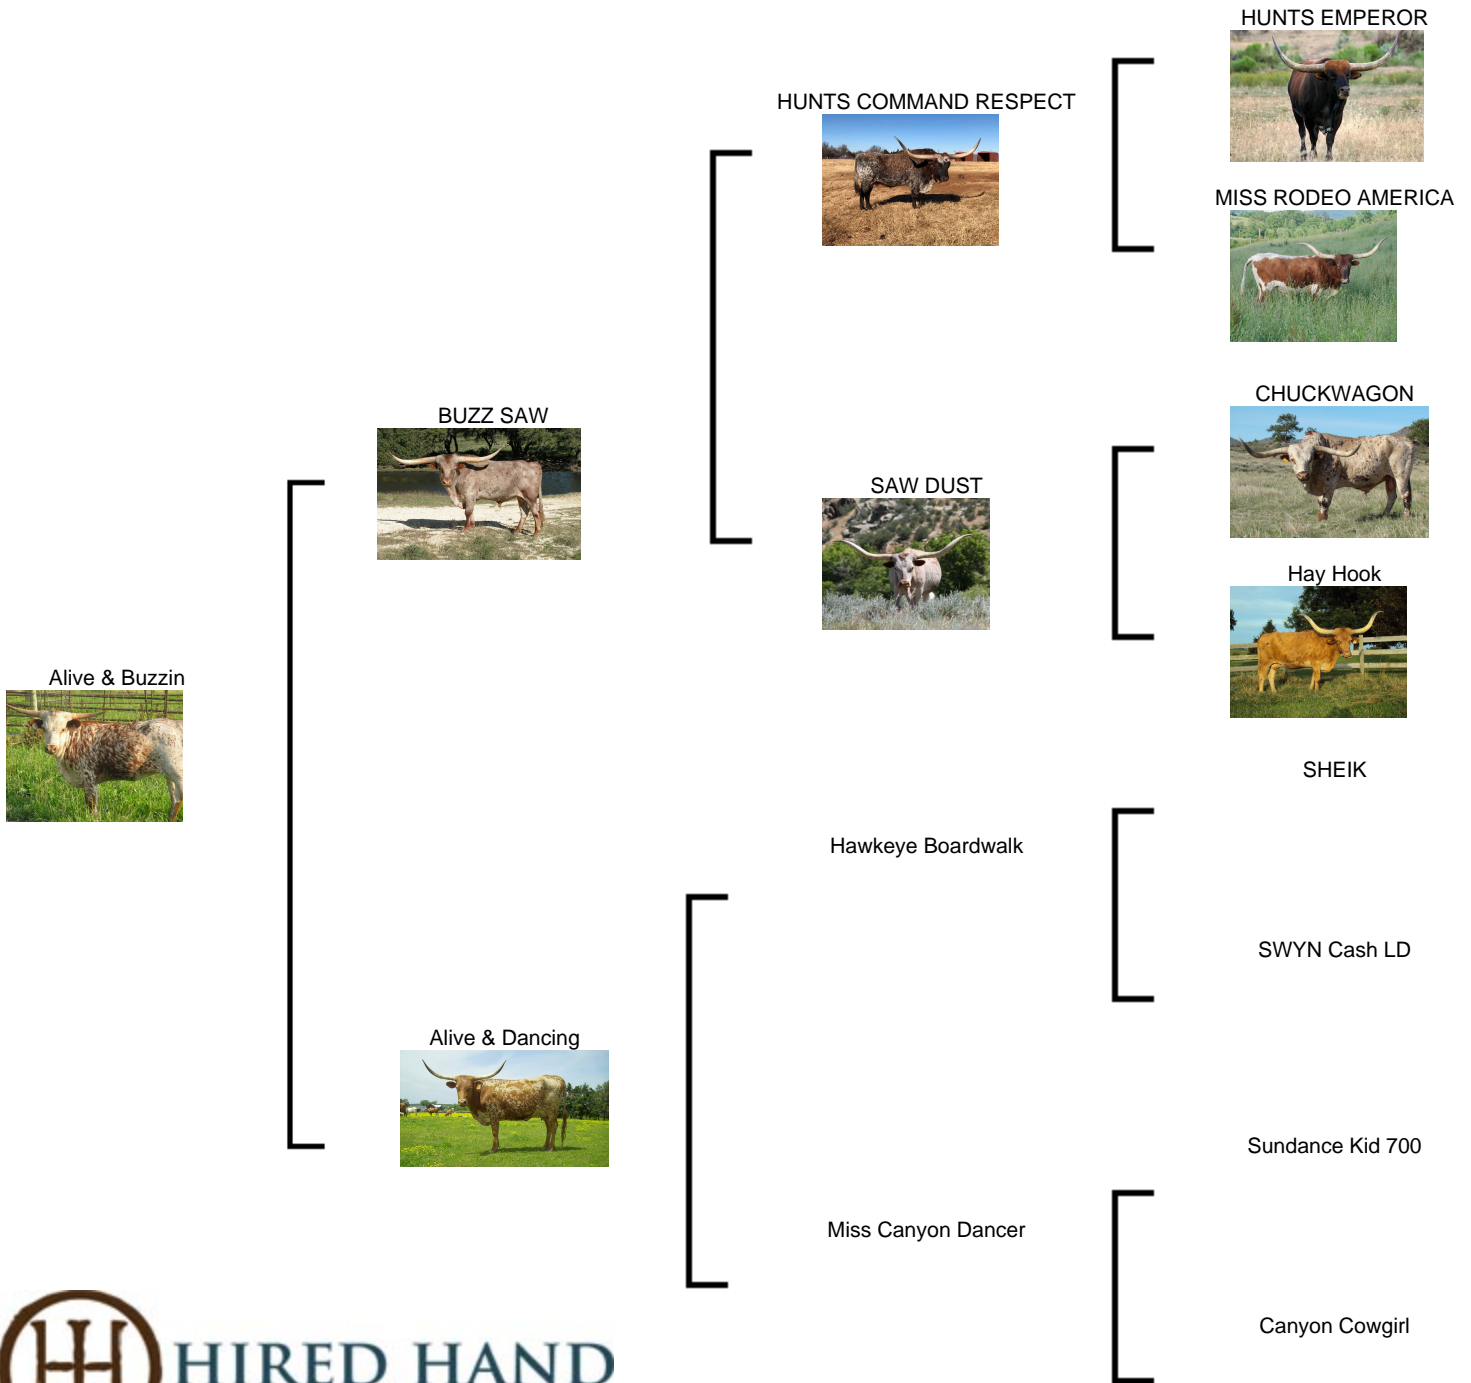 HUNTS EMPEROR
HUNTS COMMAND RESPECT
MISS RODEO AMERICA
CHUCKWAGON
BUZZ SAW
SAW DUST
Hay Hook
Alive & Buzzin
SHEIK
Hawkeye Boardwalk
SWYN Cash LD
Alive & Dancing
Sundance Kid 700
Miss Canyon Dancer
Canyon Cowgirl
HIRED HAND